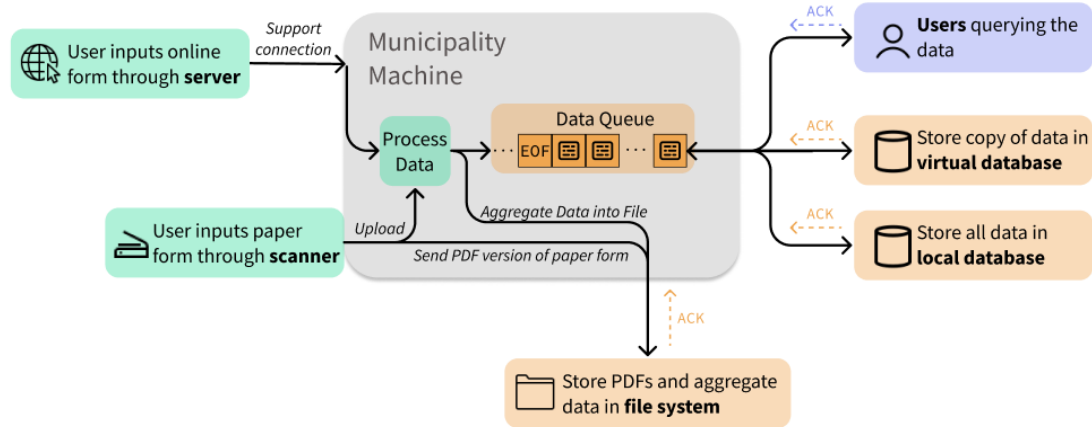 User inputs online
form through server
Support
connection
Municipality
Machine
Process
Data
Data Queue
··· EOF ···
ACK
Users querying the
data
ACK
Store copy of data in
virtual database
ACK
Store all data in
local database
User inputs paper
form through scanner
Upload
Aggregate Data into File
Send PDF version of paper form
ACK
Store PDFs and aggregate
data in file system